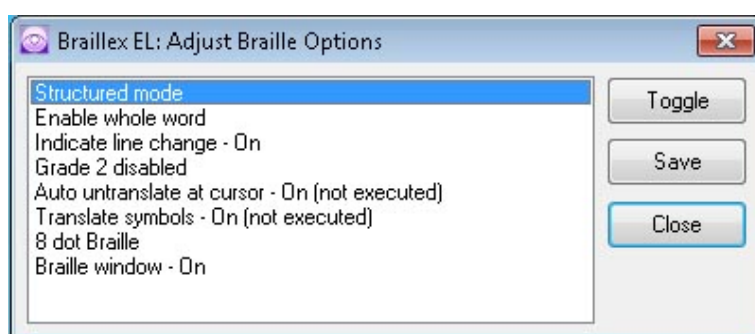 Braillex EL: Adjust Braille Options
Structured mode
Enable whole word
Indicate line change - On
Grade 2 disabled
Auto untranslate at cursor - On (not executed)
Translate symbols - On (not executed)
8 dot Braille
Braille window - On
Toggle
Save
Close